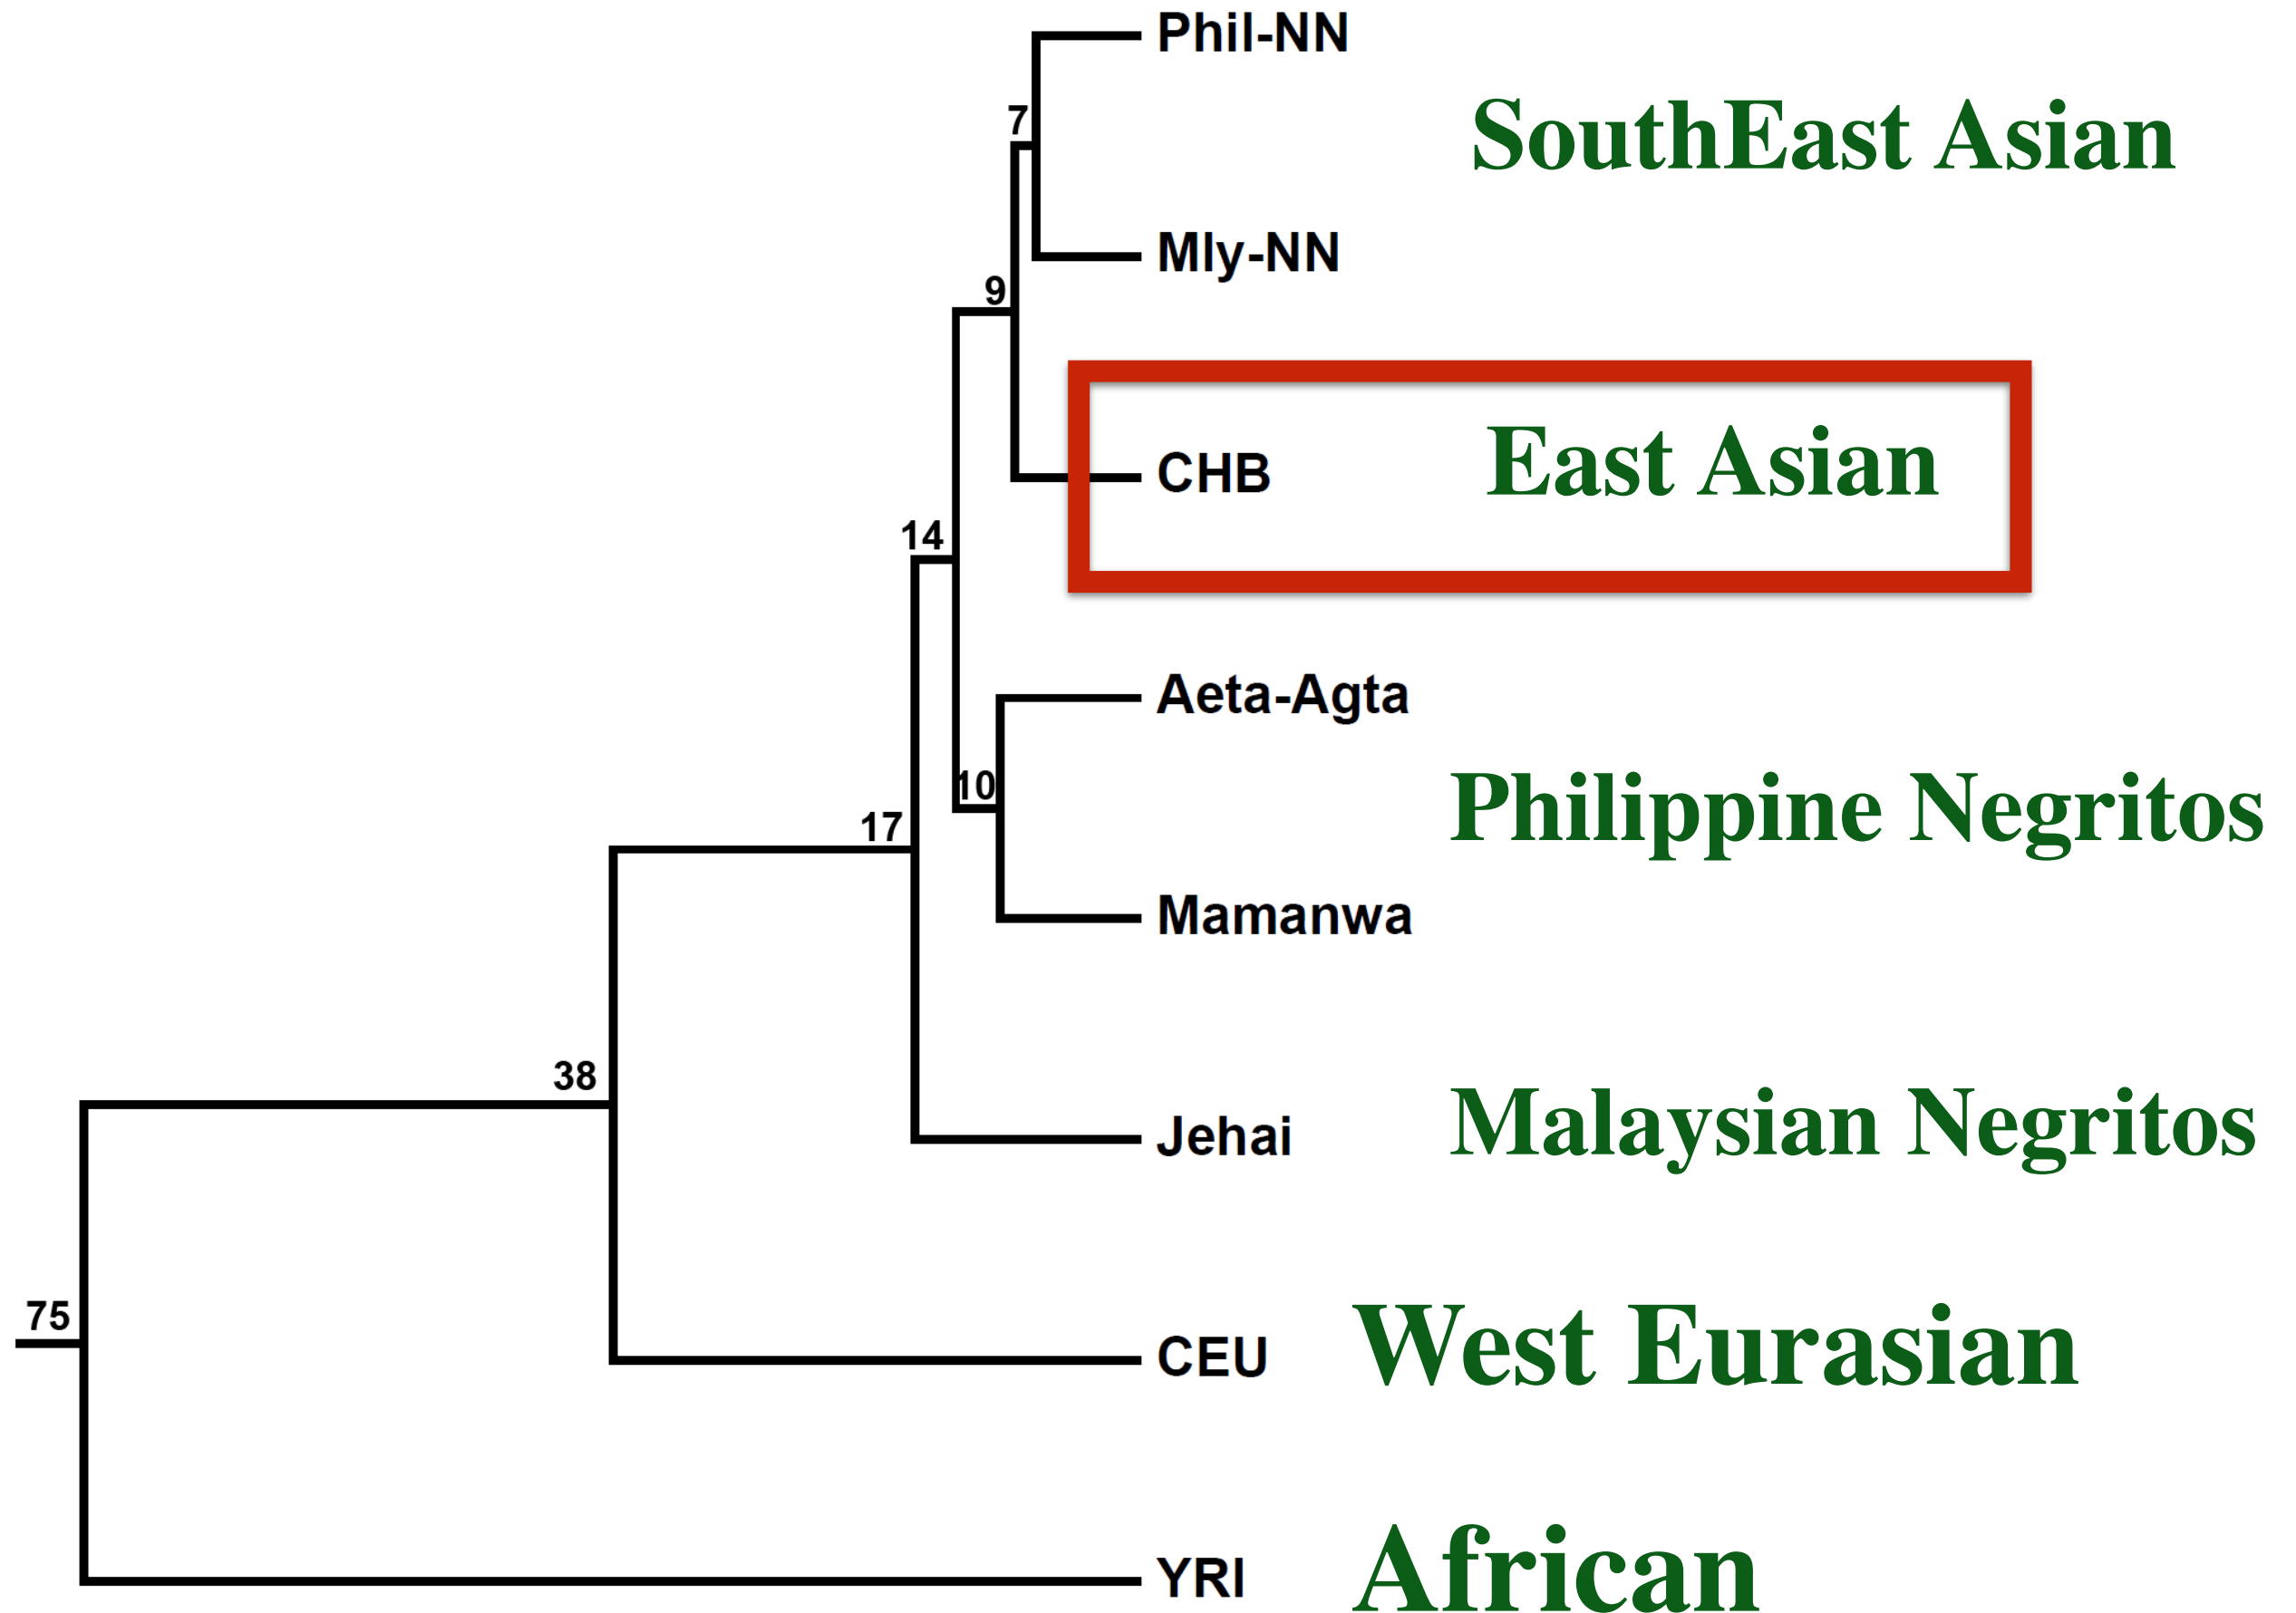 Phil-NN
SouthEast Asian
7
Mly-NN
9
CHB East Asian
14
Aeta-Agta
10
Philippine Negritos
17
Mamanwa
38
Jehai Malaysian Negritos
75
CEU West Eurasian
YRI African